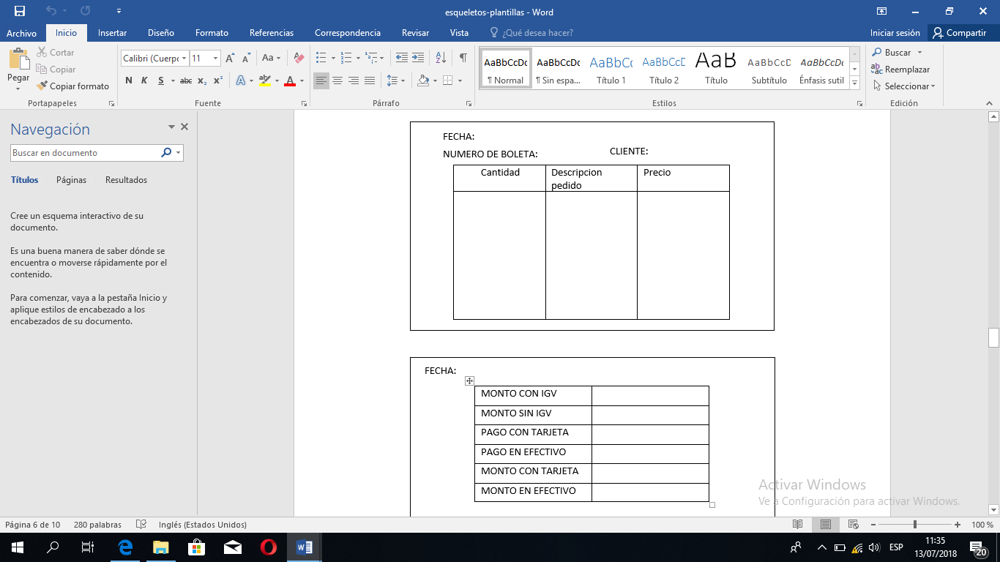 esqueletos-plantillas - Word
Archivo Inicio Insertar Diseño Formato Referencias Correspondencia Revisar Vista ¿Qué desea hacer? Iniciar sesión Compartir
Pegar
Cortar
Copiar
Copiar formato
Portapapeles
Calibri (Cuerpo 11 A A Aa
N K S abc x₂ x² A ab A
Fuente
Párrafo
AaBbCcDc AaBbCcDc AaBbCc AaBbCcD AaB AaBbCcD AaBbCcDc
¶ Normal ¶ Sin espa... Título 1 Título 2 Título Subtítulo Énfasis sutil
Estilos
Buscar
Reemplazar
Seleccionar
Edición
Navegación
Buscar en documento
Títulos Páginas Resultados
Cree un esquema interactivo de su
documento.
Es una buena manera de saber dónde se
encuentra o moverse rápidamente por el
contenido.
Para comenzar, vaya a la pestaña Inicio y
aplique estilos de encabezado a los
encabezados de su documento.
FECHA:
NUMERO DE BOLETA: CLIENTE:
Cantidad Descripcion Precio
pedido
FECHA:
MONTO CON IGV
MONTO SIN IGV
PAGO CON TARJETA
PAGO EN EFECTIVO
MONTO CON TARJETA
MONTO EN EFECTIVO
Activar Windows
Ve a Configuración para activar Windows.
Página 6 de 10 280 palabras Inglés (Estados Unidos) 100 %
ESP
11:35
13/07/2018
20